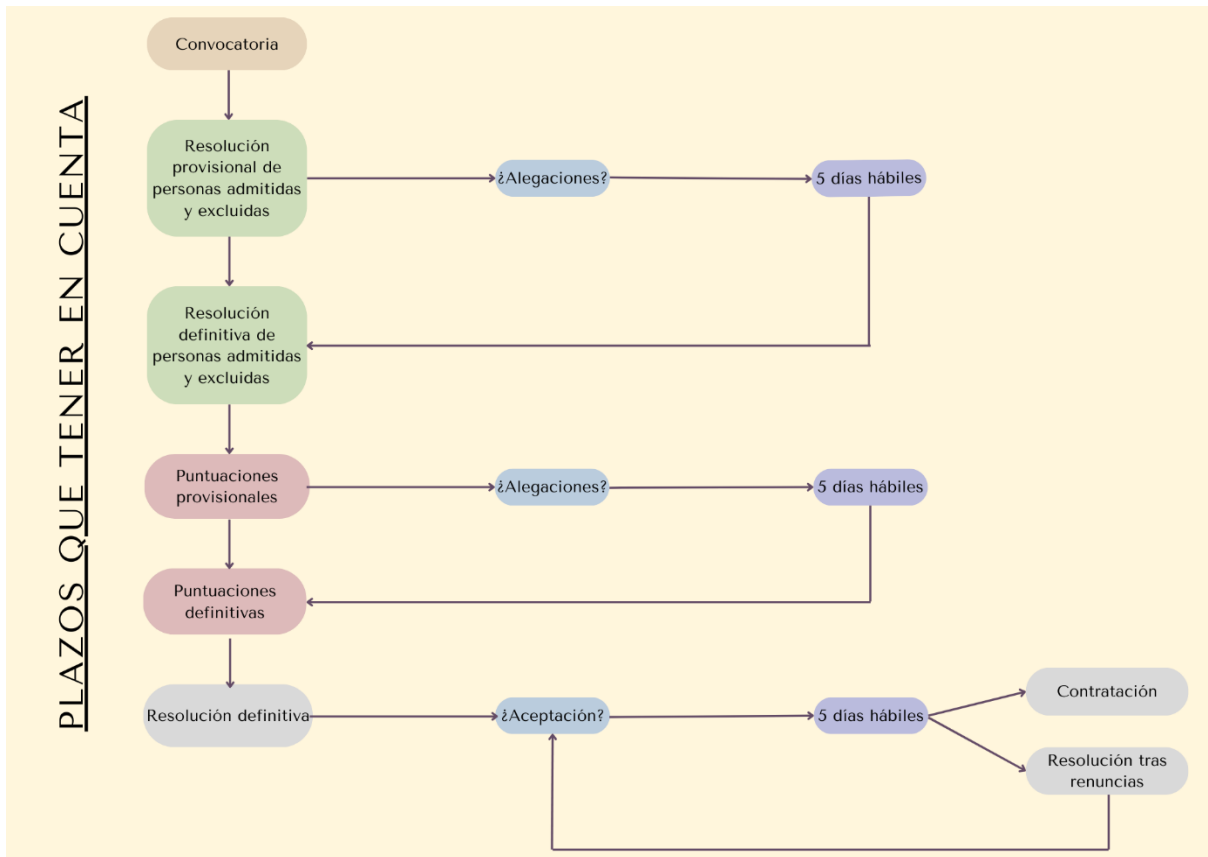 PLAZOS QUE TENER EN CUENTA
Convocatoria
Resolución
provisional de
personas admitidas
y excluidas
¿Alegaciones?
5 días hábiles
Resolución
definitiva de
personas admitidas
y excluidas
Puntuaciones
provisionales
¿Alegaciones?
5 días hábiles
Puntuaciones
definitivas
Resolución definitiva
¿Aceptación?
5 días hábiles
Contratación
Resolución tras
renuncias